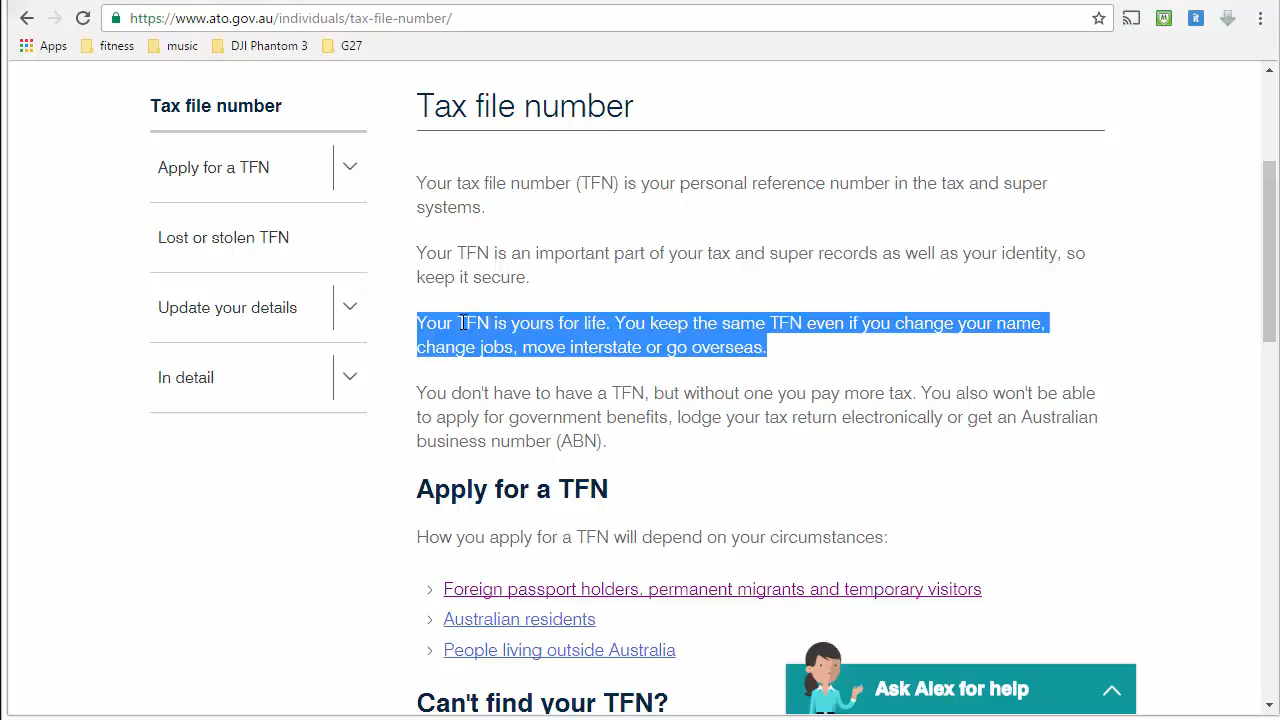 https://www.ato.gov.au/individuals/tax-file-number/
Apps fitness music DJI Phantom 3 G27
Tax file number
Apply for a TFN
Lost or stolen TFN
Update your details
In detail
Tax file number
Your tax file number (TFN) is your personal reference number in the tax and super
systems.
Your TFN is an important part of your tax and super records as well as your identity, so
keep it secure.
Your TFN is yours for life. You keep the same TFN even if you change your name,
change jobs, move interstate or go overseas.
You don't have to have a TFN, but without one you pay more tax. You also won't be able
to apply for government benefits, lodge your tax return electronically or get an Australian
business number (ABN).
Apply for a TFN
How you apply for a TFN will depend on your circumstances:
Foreign passport holders, permanent migrants and temporary visitors
Australian residents
People living outside Australia
Can't find your TFN?
Ask Alex for help